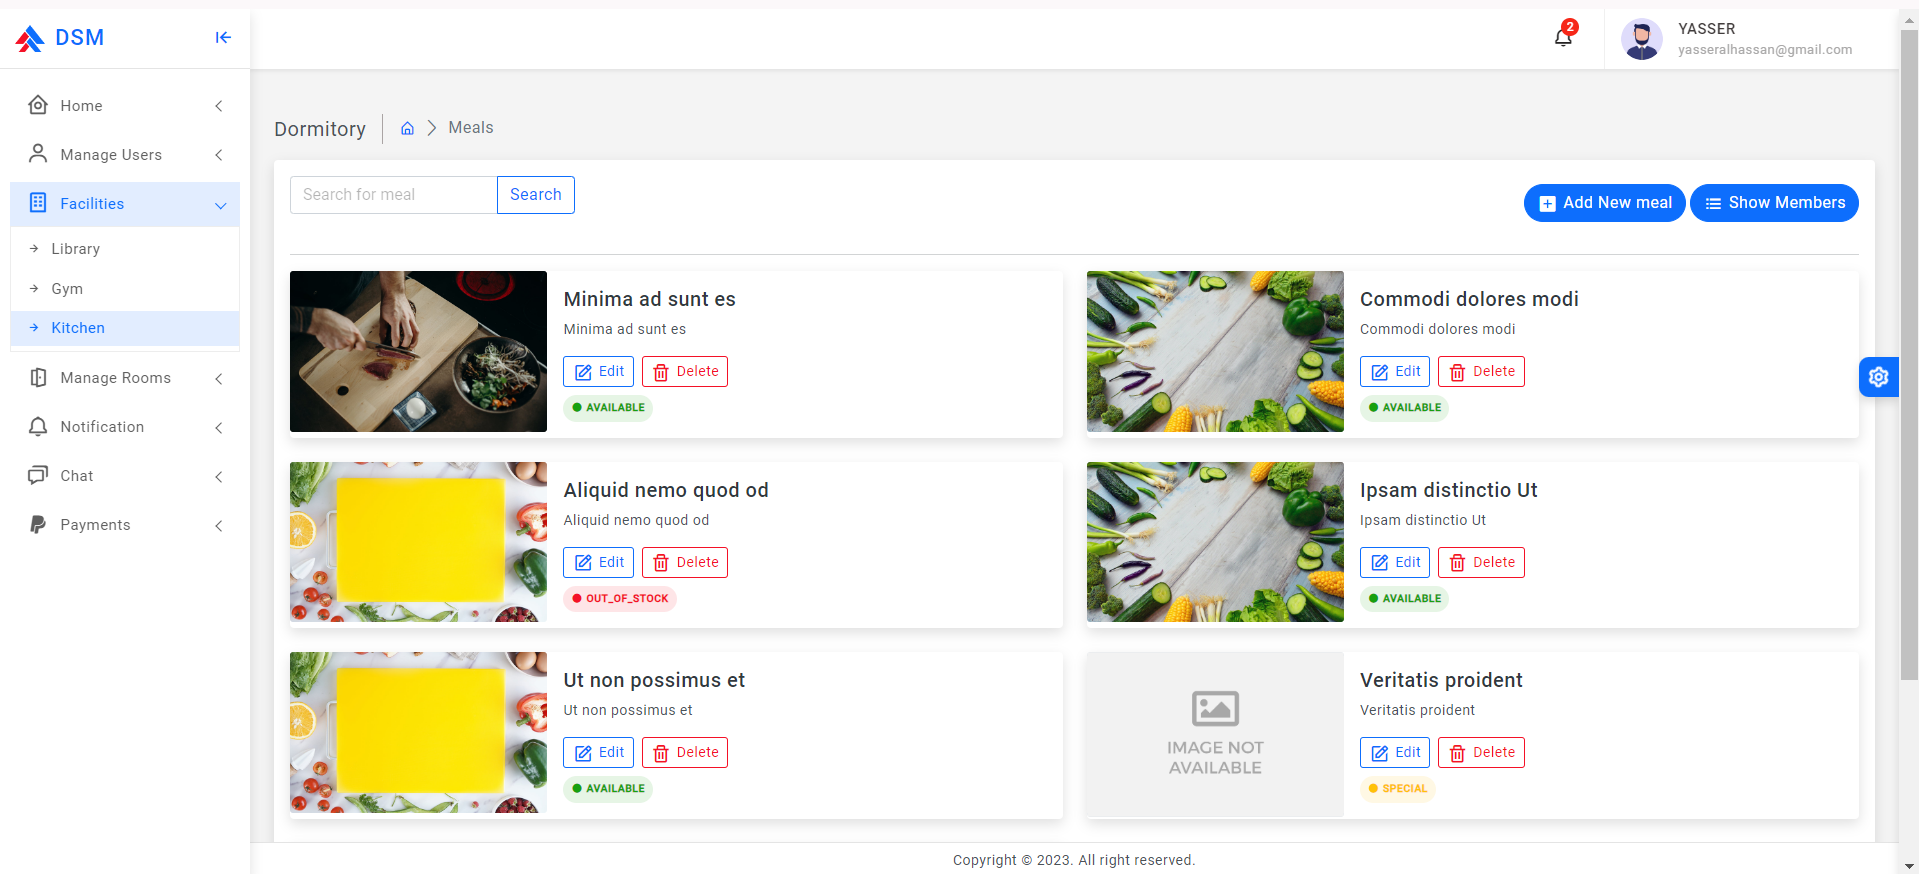 DSM
2
YASSER
yasseralhassan@gmail.com
Home
Manage Users
Facilities
Library
Gym
Kitchen
Manage Rooms
Notification
Chat
Payments
Dormitory
Meals
Search for meal
Search
Add New meal
Show Members
Minima ad sunt es
Minima ad sunt es
Edit
Delete
AVAILABLE
Commodi dolores modi
Commodi dolores modi
Edit
Delete
AVAILABLE
Aliquid nemo quod od
Aliquid nemo quod od
Edit
Delete
OUT_OF_STOCK
Ipsam distinctio Ut
Ipsam distinctio Ut
Edit
Delete
AVAILABLE
Ut non possimus et
Ut non possimus et
Edit
Delete
AVAILABLE
IMAGE NOT
AVAILABLE
Veritatis proident
Veritatis proident
Edit
Delete
SPECIAL
Copyright © 2023. All right reserved.